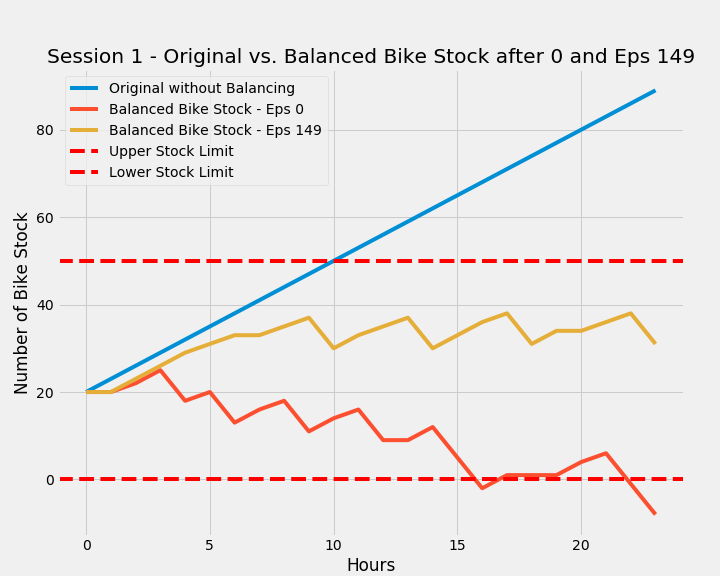 Session 1 - Original vs. Balanced Bike Stock after 0 and Eps 149
Original without Balancing
Balanced Bike Stock - Eps 0
Balanced Bike Stock - Eps 149
Upper Stock Limit
Lower Stock Limit
Number of Bike Stock
80
60
40
20
0
0 5 10 15 20
Hours